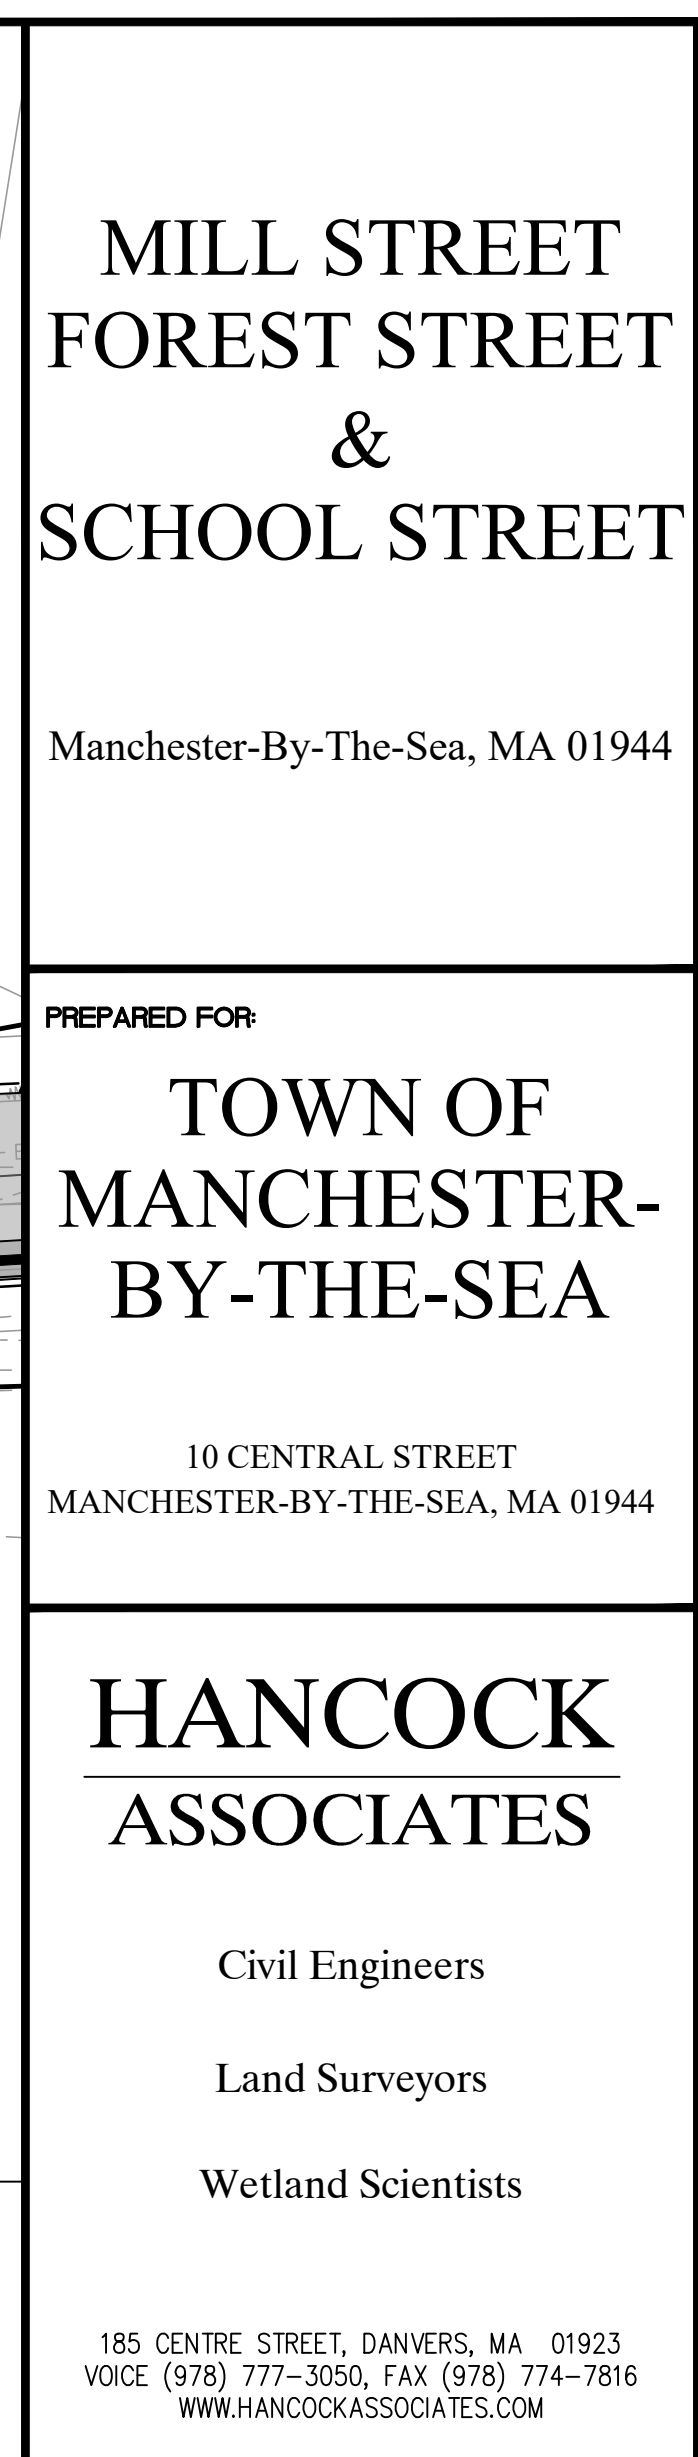 MILL STREET
FOREST STREET
&
SCHOOL STREET
Manchester-By-The-Sea, MA 01944
PREPARED FOR:
TOWN OF
MANCHESTER-
BY-THE-SEA
10 CENTRAL STREET
MANCHESTER-BY-THE-SEA, MA 01944
HANCOCK
ASSOCIATES
Civil Engineers
Land Surveyors
Wetland Scientists
185 CENTRE STREET, DANVERS, MA 01923
VOICE (978) 777-3050, FAX (978) 774-7816
WWW.HANCOCKASSOCIATES.COM